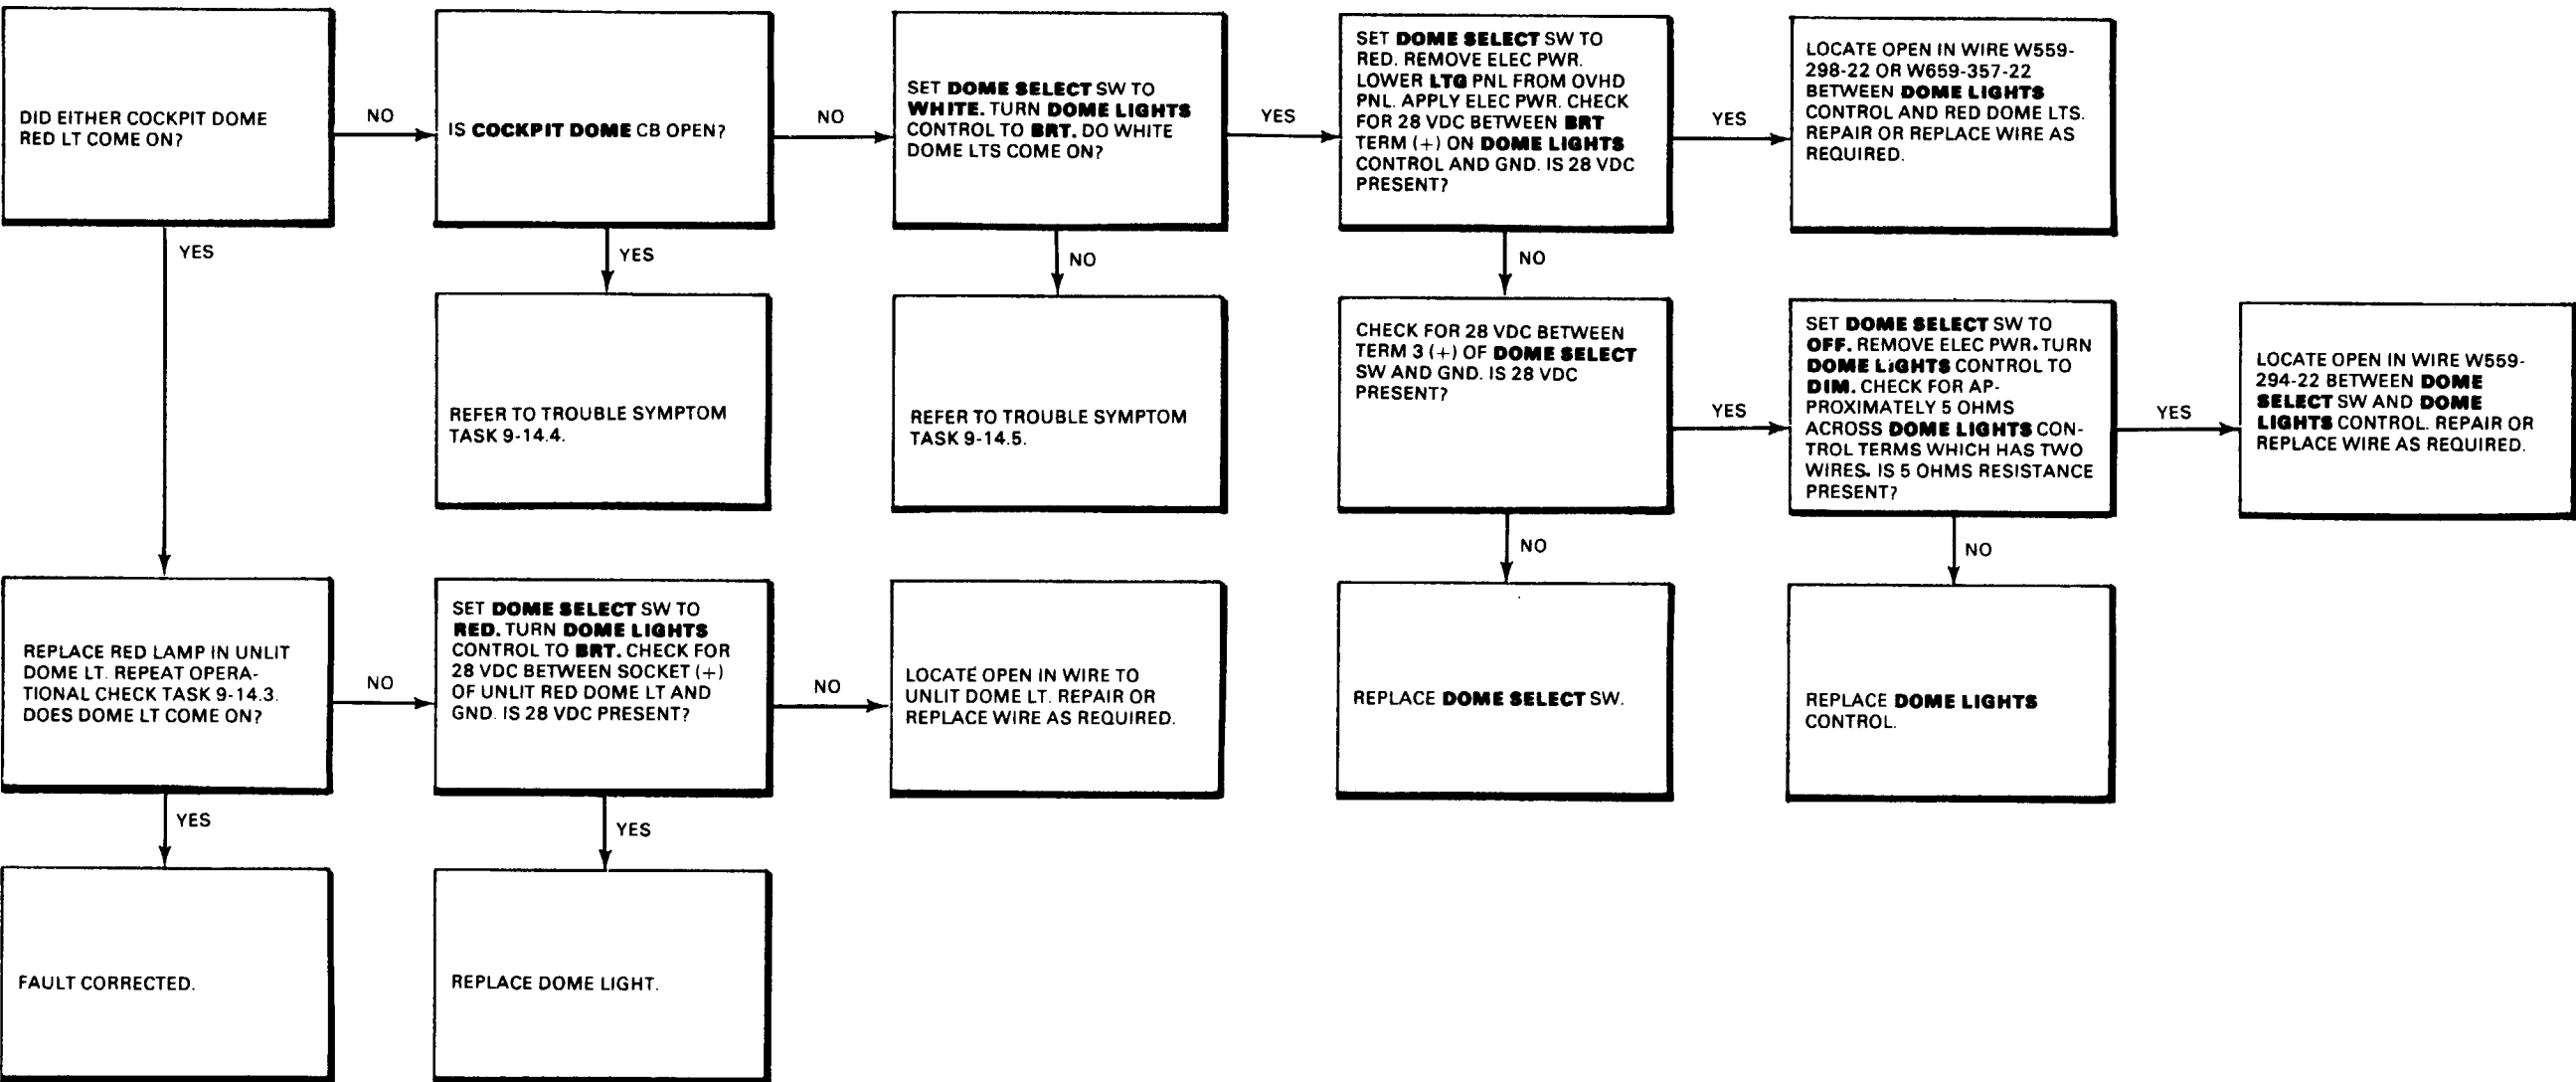 DID EITHER COCKPIT DOME
RED LT COME ON?
NO
IS COCKPIT DOME CB OPEN?
NO
SET DOME SELECT SW TO
WHITE. TURN DOME LIGHTS
CONTROL TO BRT. DO WHITE
DOME LTS COME ON?
YES
SET DOME SELECT SW TO
RED. REMOVE ELEC PWR.
LOWER LTG PNL FROM OVHD
PNL. APPLY ELEC PWR. CHECK
FOR 28 VDC BETWEEN BRT
TERM (+) ON DOME LIGHTS
CONTROL AND GND. IS 28 VDC
PRESENT?
YES
LOCATE OPEN IN WIRE W559-
298-22 OR W659-357-22
BETWEEN DOME LIGHTS
CONTROL AND RED DOME LTS.
REPAIR OR REPLACE WIRE AS
REQUIRED.
YES
YES
NO
NO
REFER TO TROUBLE SYMPTOM
TASK 9-14.4.
REFER TO TROUBLE SYMPTOM
TASK 9-14.5.
CHECK FOR 28 VDC BETWEEN
TERM 3 (+) OF DOME SELECT
SW AND GND. IS 28 VDC
PRESENT?
YES
SET DOME SELECT SW TO
OFF. REMOVE ELEC PWR. TURN
DOME LIGHTS CONTROL TO
DIM. CHECK FOR AP-
PROXIMATELY 5 OHMS
ACROSS DOME LIGHTS CON-
TROL TERMS WHICH HAS TWO
WIRES. IS 5 OHMS RESISTANCE
PRESENT?
YES
LOCATE OPEN IN WIRE W559-
294-22 BETWEEN DOME
SELECT SW AND DOME
LIGHTS CONTROL. REPAIR OR
REPLACE WIRE AS REQUIRED.
NO
NO
REPLACE RED LAMP IN UNLIT
DOME LT. REPEAT OPERA-
TIONAL CHECK TASK 9-14.3.
DOES DOME LT COME ON?
NO
SET DOME SELECT SW TO
RED. TURN DOME LIGHTS
CONTROL TO BRT. CHECK FOR
28 VDC BETWEEN SOCKET (+)
OF UNLIT RED DOME LT AND
GND. IS 28 VDC PRESENT?
NO
LOCATE OPEN IN WIRE TO
UNLIT DOME LT. REPAIR OR
REPLACE WIRE AS REQUIRED.
REPLACE DOME SELECT SW.
REPLACE DOME LIGHTS
CONTROL.
YES
YES
FAULT CORRECTED.
REPLACE DOME LIGHT.